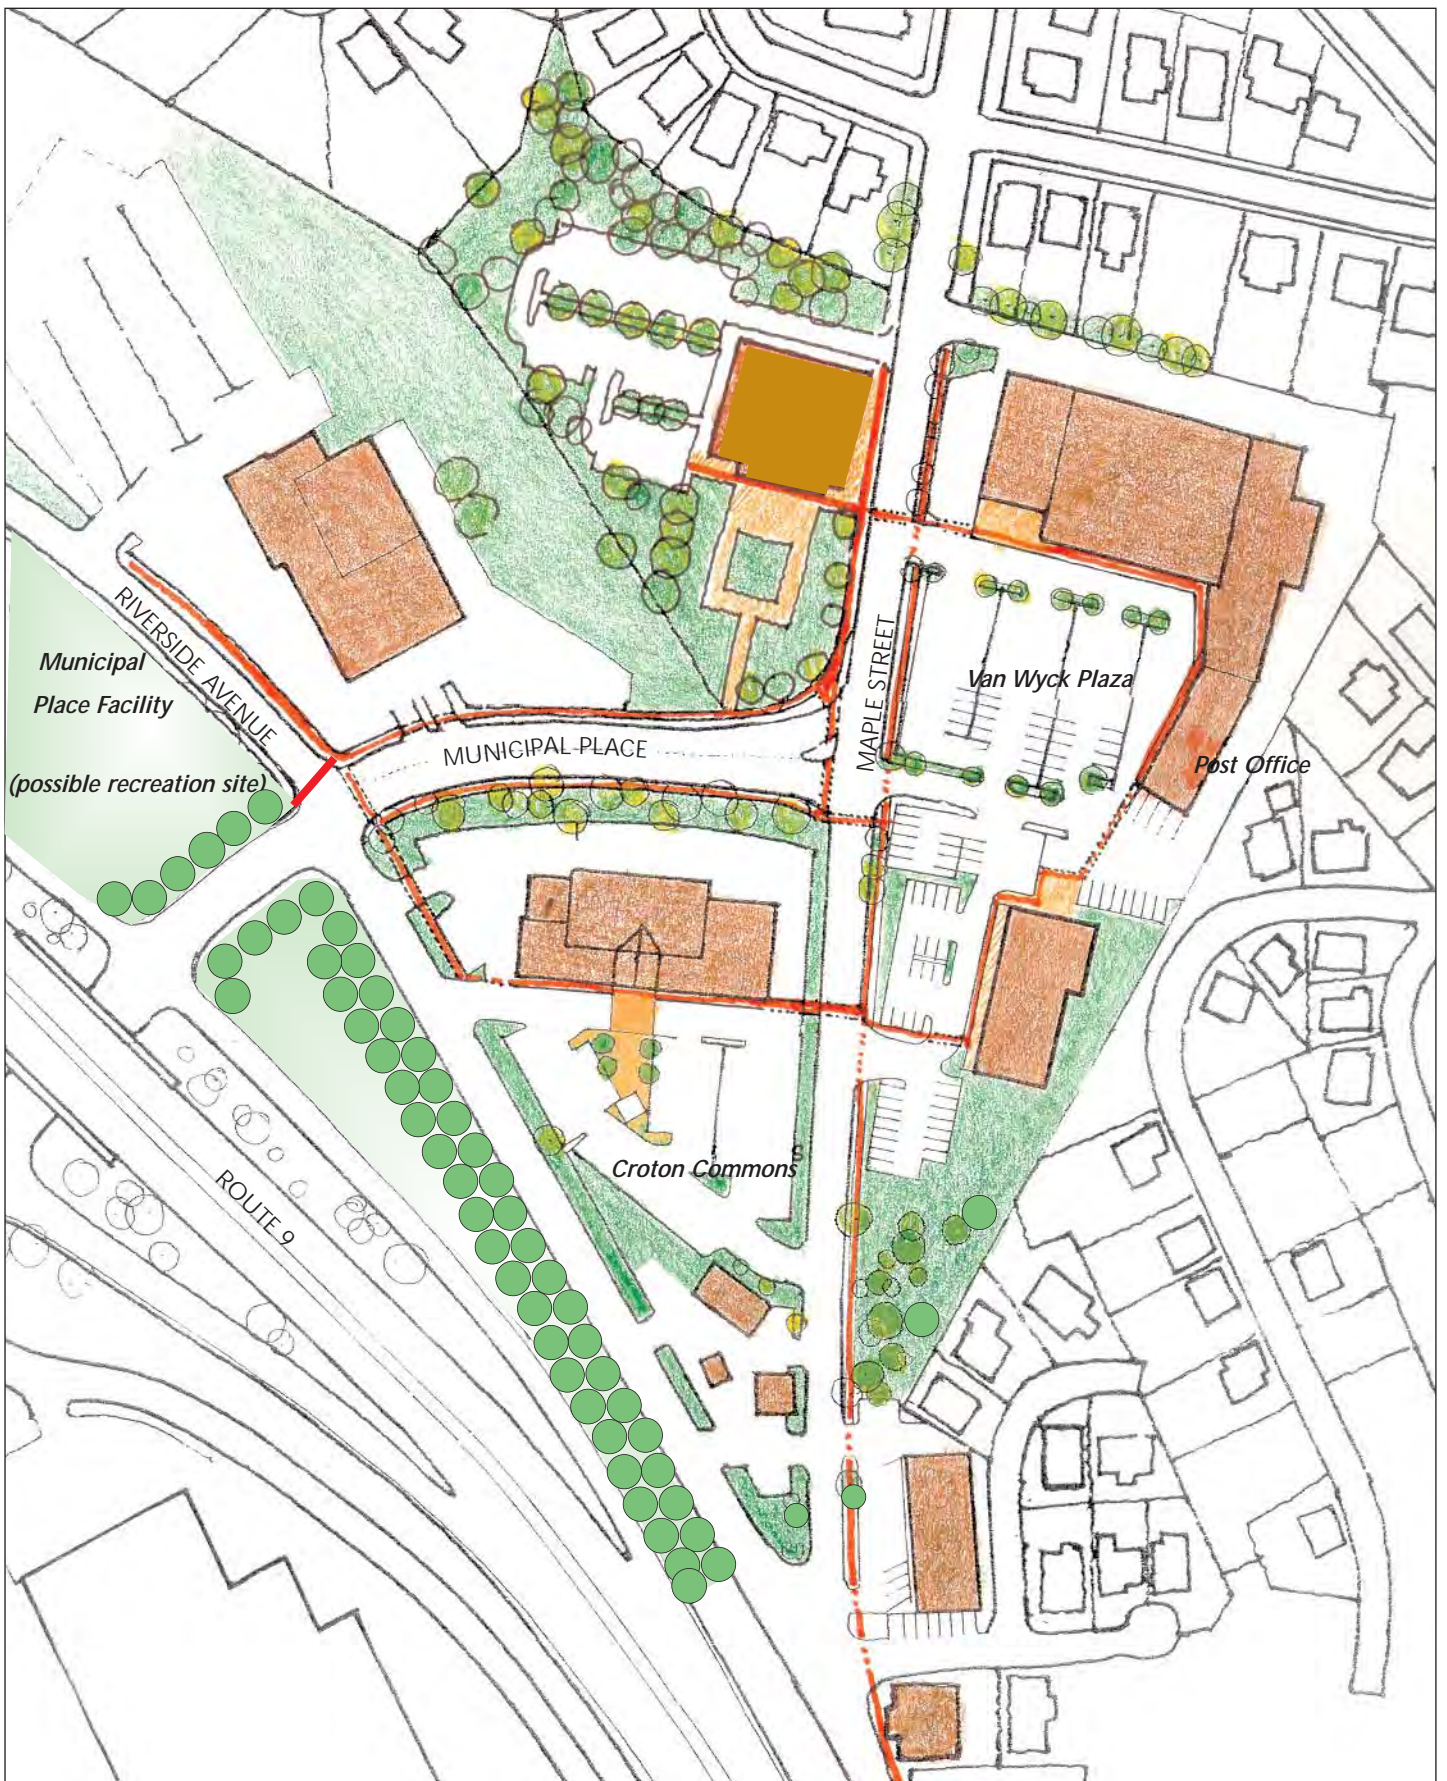 RIVERSIDE AVENUE
Municipal
Place Facility
(possible recreation site)
MUNICIPAL PLACE
MAPLE STREET
Van Wyck Plaza
Post Office
Croton Commons
ROUTE 9